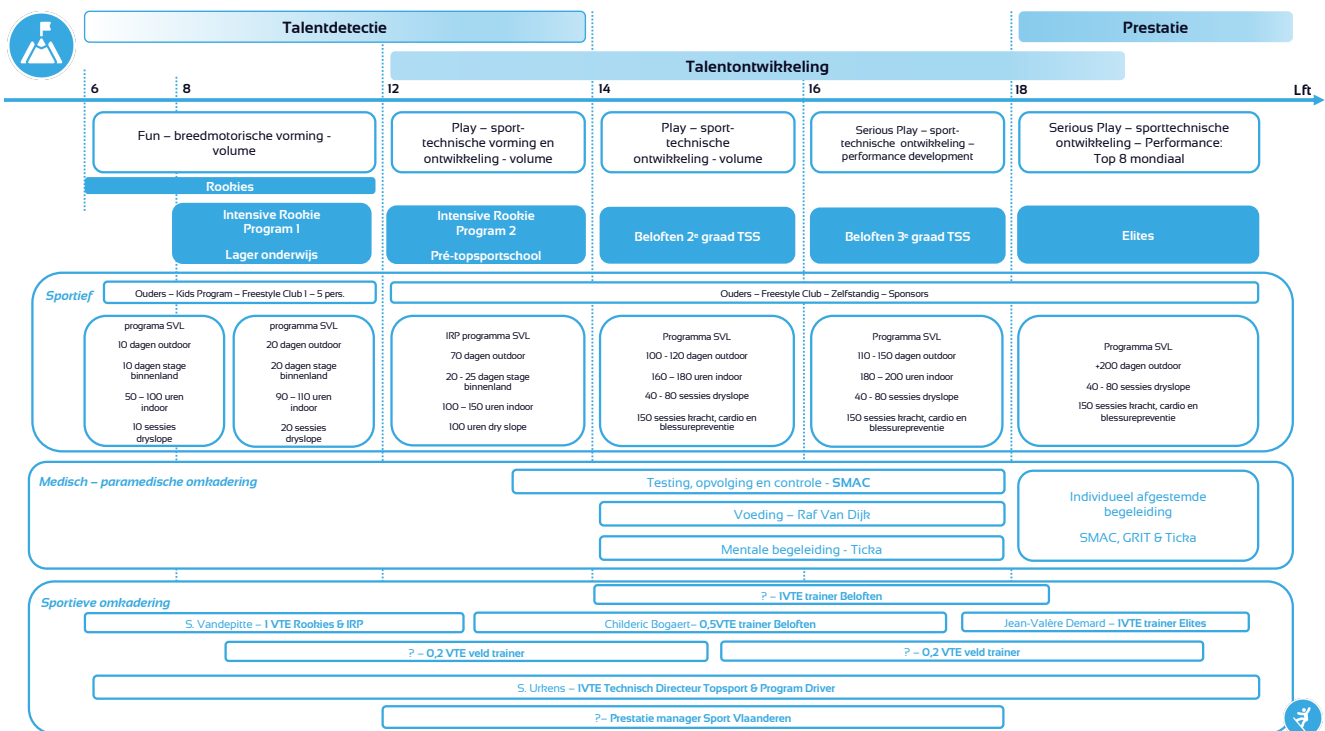 Talentdetectie
Prestatie
Talentontwikkeling
6
8
12
14
16
18
Lft
Fun – breedmotorische vorming -
volume
Play – sport-
technische vorming en
ontwikkeling - volume
Play – sport-
technische
ontwikkeling - volume
Serious Play – sport-
technische ontwikkeling –
performance development
Serious Play – sporttechnische
ontwikkeling – Performance:
Top 8 mondiaal
Rookies
Intensive Rookie
Program 1
Lager onderwijs
Intensive Rookie
Program 2
Pré-topsportschool
Beloften 2e graad TSS
Beloften 3e graad TSS
Elites
Sportief
Ouders – Kids Program – Freestyle Club 1 – 5 pers.
Ouders – Freestyle Club – Zelfstandig – Sponsors
programa SVL
10 dagen outdoor
10 dagen stage
binnenland
50 – 100 uren
indoor
10 sessies
dryslope
programma SVL
20 dagen outdoor
20 dagen stage
binnenland
90 – 110 uren
indoor
20 sessies
dryslope
IRP programma SVL
70 dagen outdoor
20 - 25 dagen stage
binnenland
100 – 150 uren indoor
100 uren dry slope
Programma SVL
100 - 120 dagen outdoor
160 – 180 uren indoor
40 - 80 sessies dryslope
150 sessies kracht, cardio en
blessurepreventie
Programma SVL
110 - 150 dagen outdoor
180 – 200 uren indoor
40 - 80 sessies dryslope
150 sessies kracht, cardio en
blessurepreventie
Programma SVL
+200 dagen outdoor
40 - 80 sessies dryslope
150 sessies kracht, cardio en
blessurepreventie
Medisch – paramedische omkadering
Testing, opvolging en controle - SMAC
Voeding – Raf Van Dijk
Mentale begeleiding - Ticka
Individueel afgestemde
begeleiding
SMAC, GRIT & Ticka
Sportieve omkadering
? – 1VTE trainer Beloften
S. Vandepitte – 1 VTE Rookies & IRP
Childeric Bogaert– 0,5VTE trainer Beloften
Jean-Valère Demard – 1VTE trainer Elites
? – 0,2 VTE veld trainer
? – 0,2 VTE veld trainer
S. Urkens – 1VTE Technisch Directeur Topsport & Program Driver
?– Prestatie manager Sport Vlaanderen